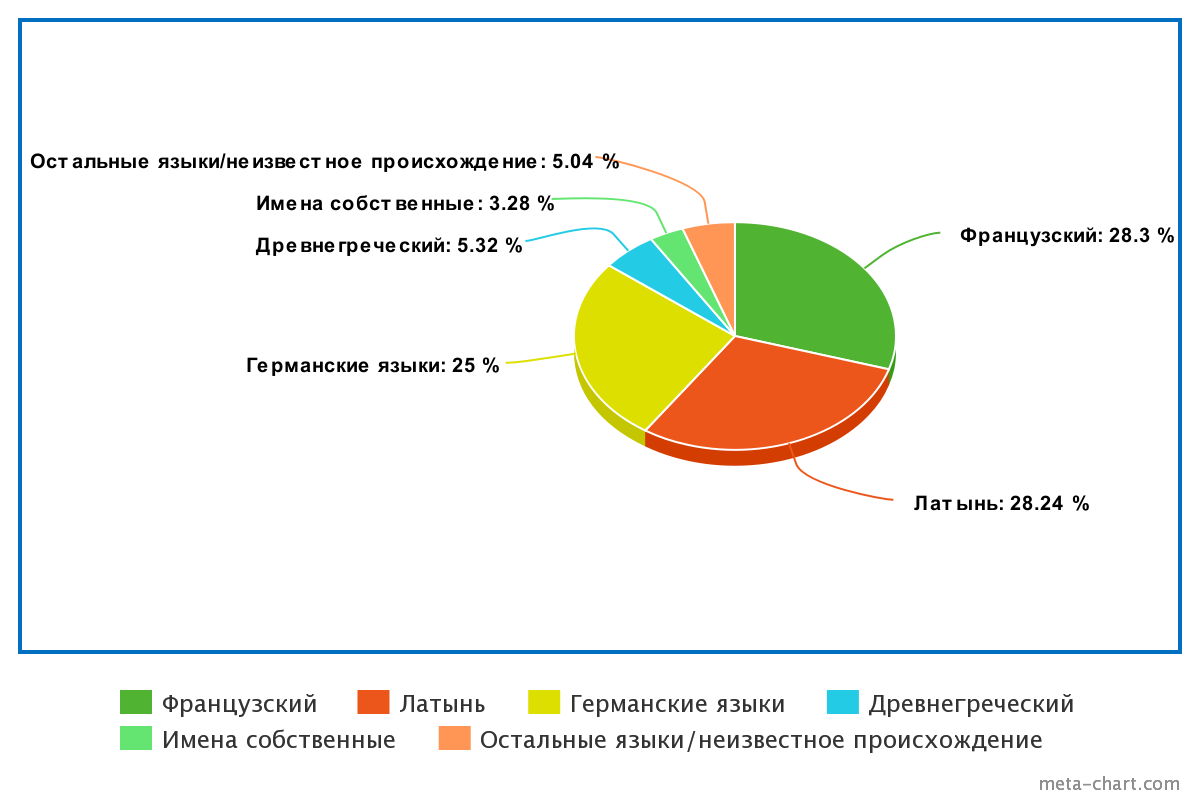 Остальные языки/неизвестное происхождение: 5.04 %
Имена собственные: 3.28 %
Французский: 28.3 %
Древнегреческий: 5.32 %
Германские языки: 25 %
Латынь: 28.24 %
Французский Латынь Германские языки Древнегреческий
Имена собственные Остальные языки/неизвестное происхождение
meta-chart.com